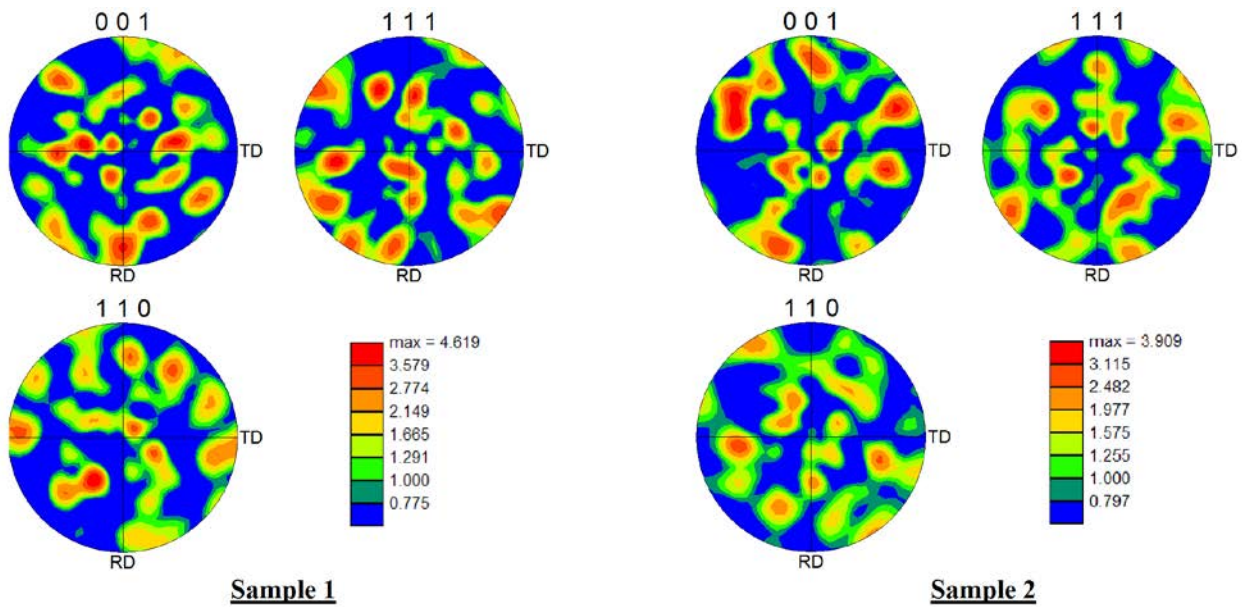 0 0 1
1 1 1
TD
TD
RD
RD
1 1 0
TD
RD
max = 4.619
3.579
2.774
2.149
1.665
1.291
1.000
0.775
Sample 1
0 0 1
1 1 1
TD
TD
RD
RD
1 1 0
TD
RD
max = 3.909
3.115
2.482
1.977
1.575
1.255
1.000
0.797
Sample 2